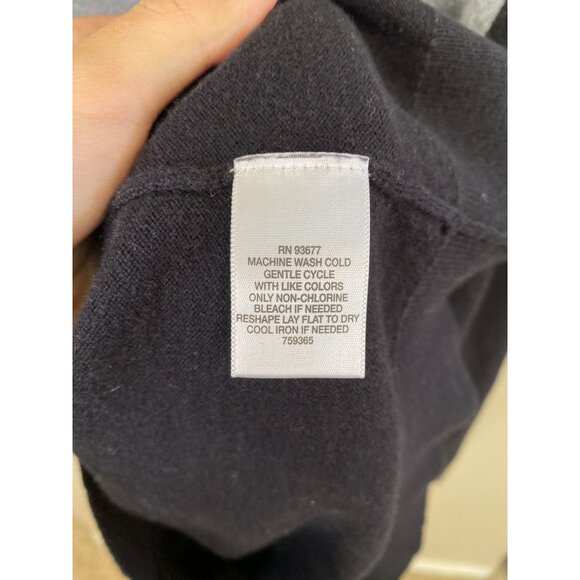 RN 93677
MACHINE WASH COLD
GENTLE CYCLE
WITH LIKE COLORS
ONLY NON-CHLORINE
BLEACH IF NEEDED
RESHAPE LAY FLAT TO DRY
COOL IRON IF NEEDED
759365